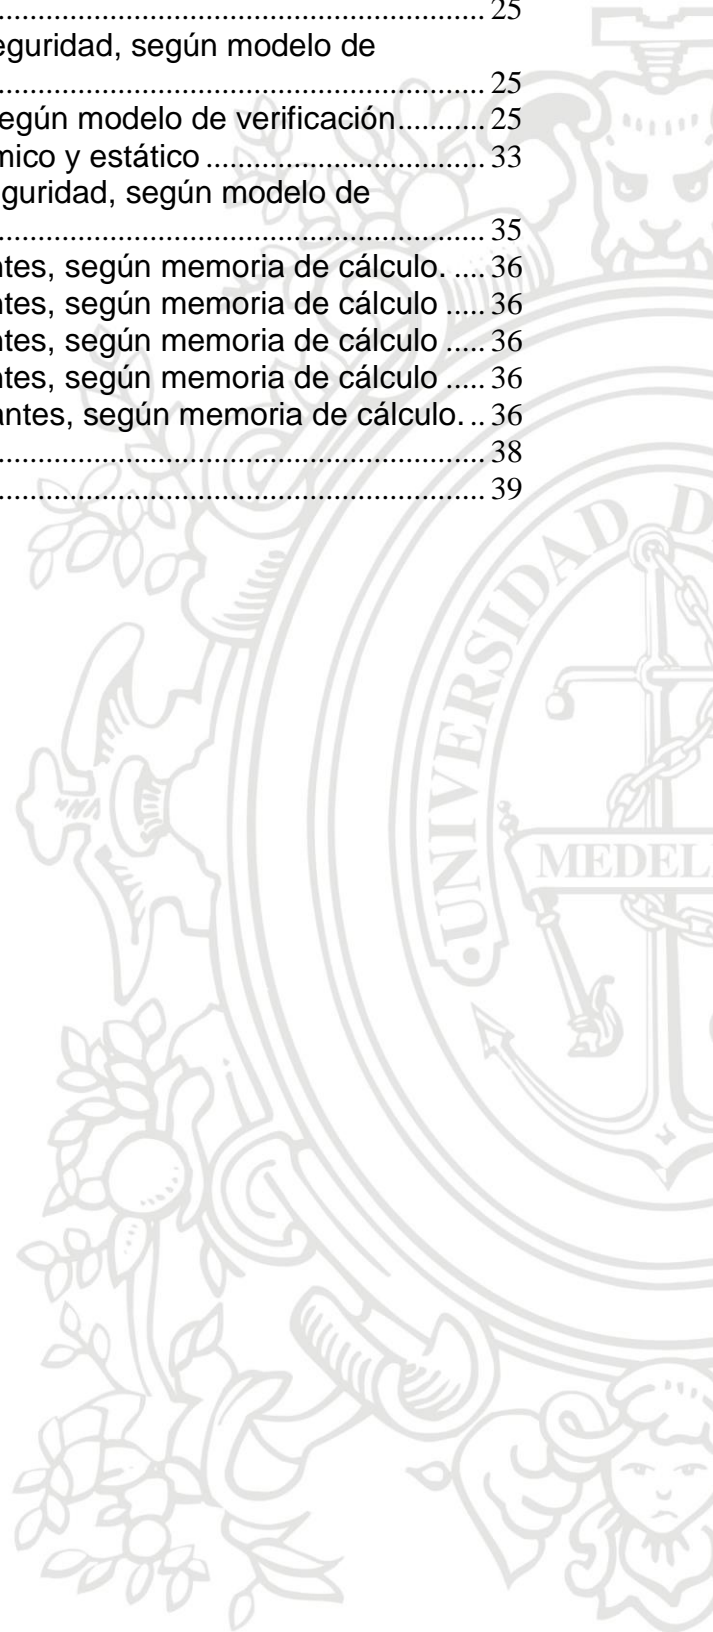 25
eguridad, según modelo de
25
egún modelo de verificación.......... 25
mico y estático ................................... 33
guridad, según modelo de
35
ntes, según memoria de cálculo. .... 36
ntes, según memoria de cálculo ..... 36
ntes, según memoria de cálculo ..... 36
ntes, según memoria de cálculo ..... 36
antes, según memoria de cálculo. .. 36
38
39
UNIVERSIDAD D
MEDEL